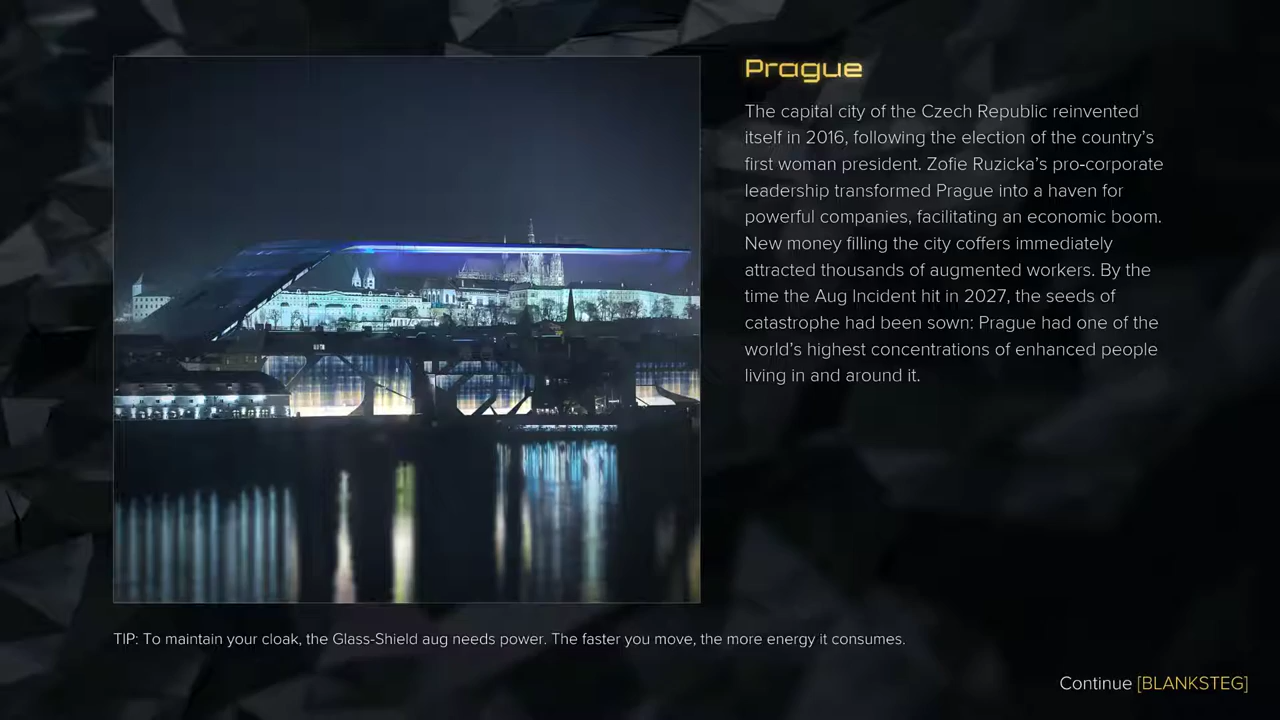 Prague
The capital city of the Czech Republic reinvented
itself in 2016, following the election of the country's
first woman president. Zofie Ruzicka's pro-corporate
leadership transformed Prague into a haven for
powerful companies, facilitating an economic boom.
New money filling the city coffers immediately
attracted thousands of augmented workers. By the
time the Aug Incident hit in 2027, the seeds of
catastrophe had been sown: Prague had one of the
world's highest concentrations of enhanced people
living in and around it.
TIP: To maintain your cloak, the Glass-Shield aug needs power. The faster you move, the more energy it consumes.
Continue [BLANKSTEG]